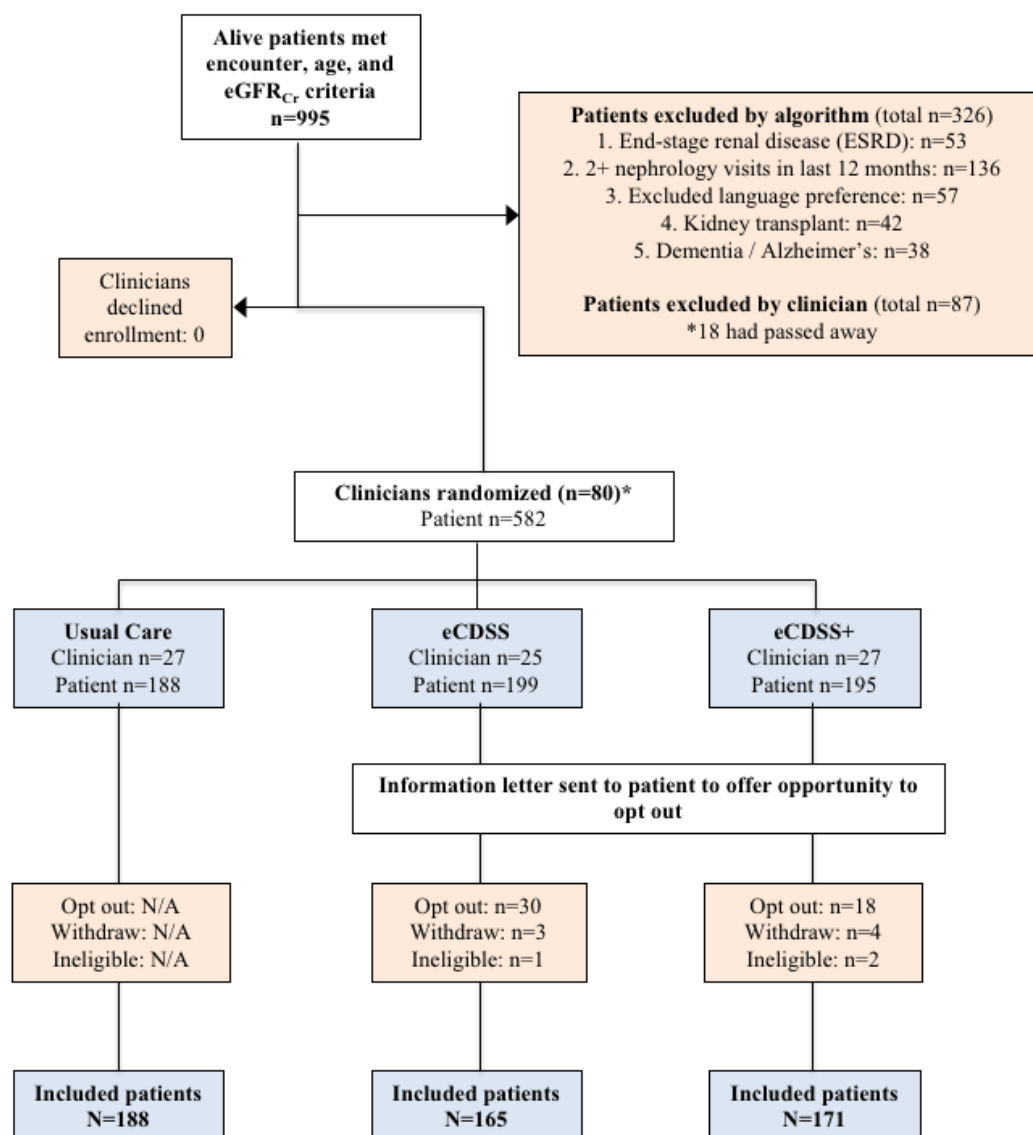 Alive patients met
encounter, age, and
eGFRCr criteria
n=995
Patients excluded by algorithm (total n=326)
1. End-stage renal disease (ESRD): n=53
2. 2+ nephrology visits in last 12 months: n=136
3. Excluded language preference: n=57
4. Kidney transplant: n=42
5. Dementia / Alzheimer’s: n=38
Patients excluded by clinician (total n=87)
*18 had passed away
Clinicians
declined
enrollment: 0
Clinicians randomized (n=80)*
Patient n=582
Usual Care
Clinician n=27
Patient n=188
eCDSS
Clinician n=25
Patient n=199
eCDSS+
Clinician n=27
Patient n=195
Information letter sent to patient to offer opportunity to
opt out
Opt out: N/A
Withdraw: N/A
Ineligible: N/A
Opt out: n=30
Withdraw: n=3
Ineligible: n=1
Opt out: n=18
Withdraw: n=4
Ineligible: n=2
Included patients
N=188
Included patients
N=165
Included patients
N=171